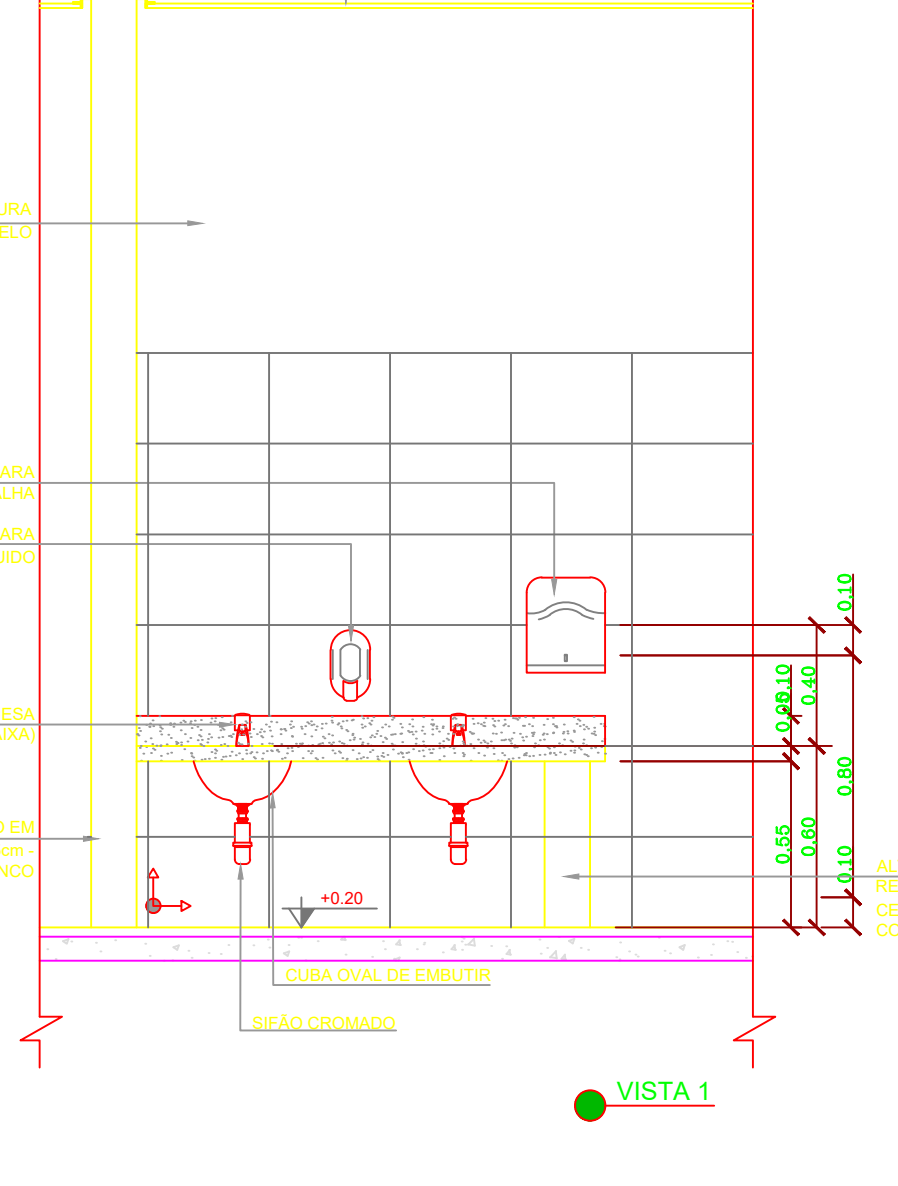 URA
ELO
ARA
ALHA
ARA
UIDO
ESA
AIXA)
O EM
cm -
NCO
0.10
0.10
0.05
0.40
0.80
0.55
0.60
0.10
+0.20
AL
RE
CE
CO
CUBA OVAL DE EMBUTIR
SIFÃO CROMADO
VISTA 1